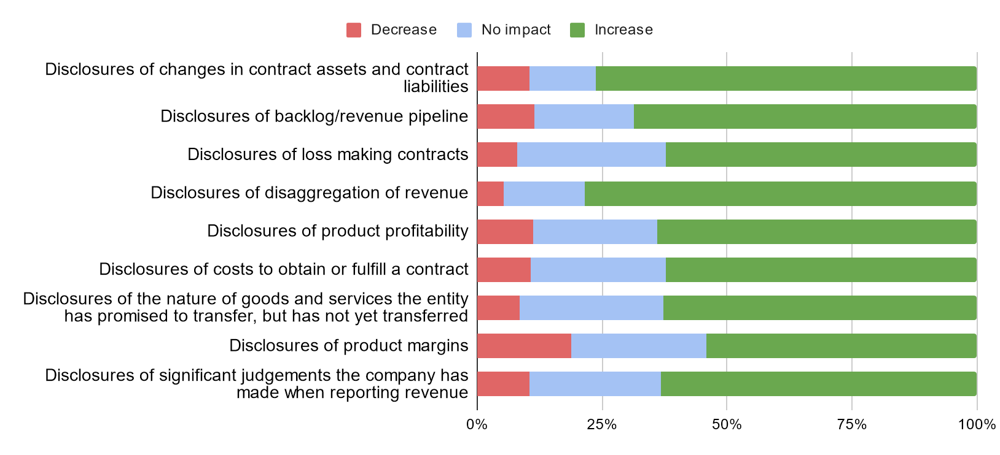 Decrease
No impact
Increase
Disclosures of changes in contract assets and contract
liabilities
Disclosures of backlog/revenue pipeline
Disclosures of loss making contracts
Disclosures of disaggregation of revenue
Disclosures of product profitability
Disclosures of costs to obtain or fulfill a contract
Disclosures of the nature of goods and services the entity
has promised to transfer, but has not yet transferred
Disclosures of product margins
Disclosures of significant judgements the company has
made when reporting revenue
0%
25%
50%
75%
100%